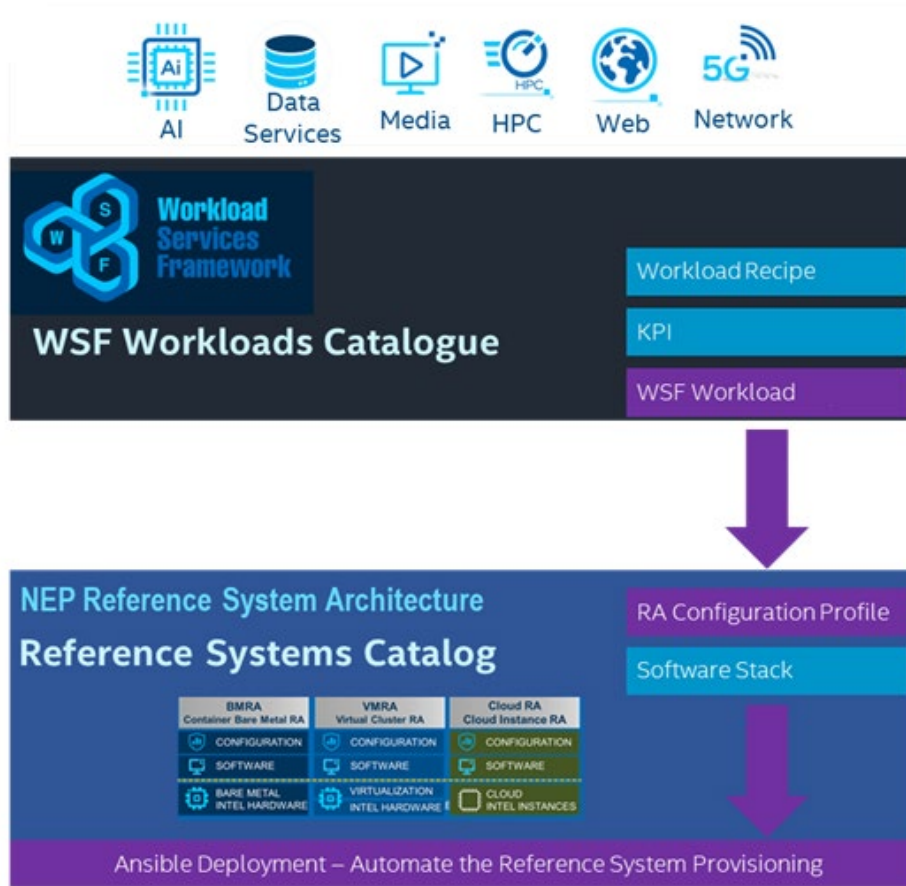 Ai
AI
Data
Services
Media
HPC
HPC
Web
5G
Network
W
S
F
Workload
Services
Framework
WSF Workloads Catalogue
Workload Recipe
KPI
WSF Workload
NEP Reference System Architecture
Reference Systems Catalog
RA Configuration Profile
Software Stack
BMRA
Container Bare Metal RA
CONFIGURATION
SOFTWARE
BARE METAL
INTEL HARDWARE
VMRA
Virtual Cluster RA
CONFIGURATION
SOFTWARE
VIRTUALIZATION
INTEL HARDWARE
Cloud RA
Cloud Instance RA
CONFIGURATION
SOFTWARE
CLOUD
INTEL INSTANCES
Ansible Deployment – Automate the Reference System Provisioning